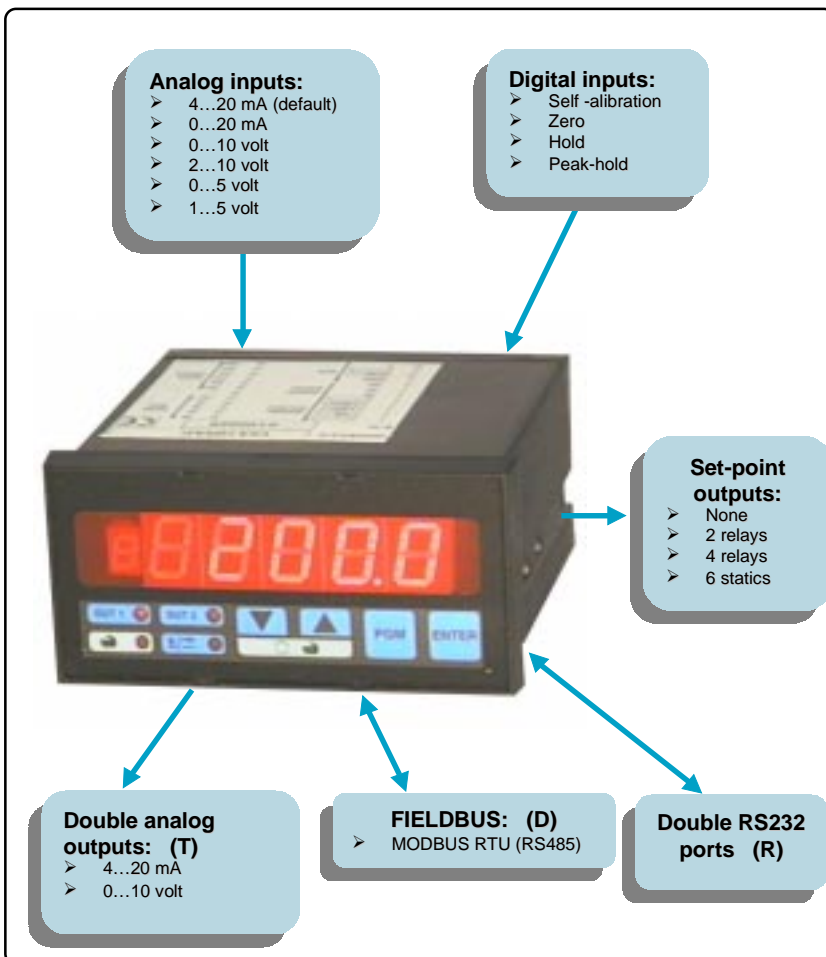 Analog inputs:
➢ 4…20 mA (default)
➢ 0…20 mA
➢ 0…10 volt
➢ 2…10 volt
➢ 0…5 volt
➢ 1…5 volt
Digital inputs:
➢ Self -alibration
➢ Zero
➢ Hold
➢ Peak-hold
Set-point
outputs:
➢ None
➢ 2 relays
➢ 4 relays
➢ 6 statics
200.0
OUT 1 OUT 2
PGM ENTER
Double analog
outputs: (T)
➢ 4…20 mA
➢ 0…10 volt
FIELDBUS: (D)
➢ MODBUS RTU (RS485)
Double RS232
ports (R)